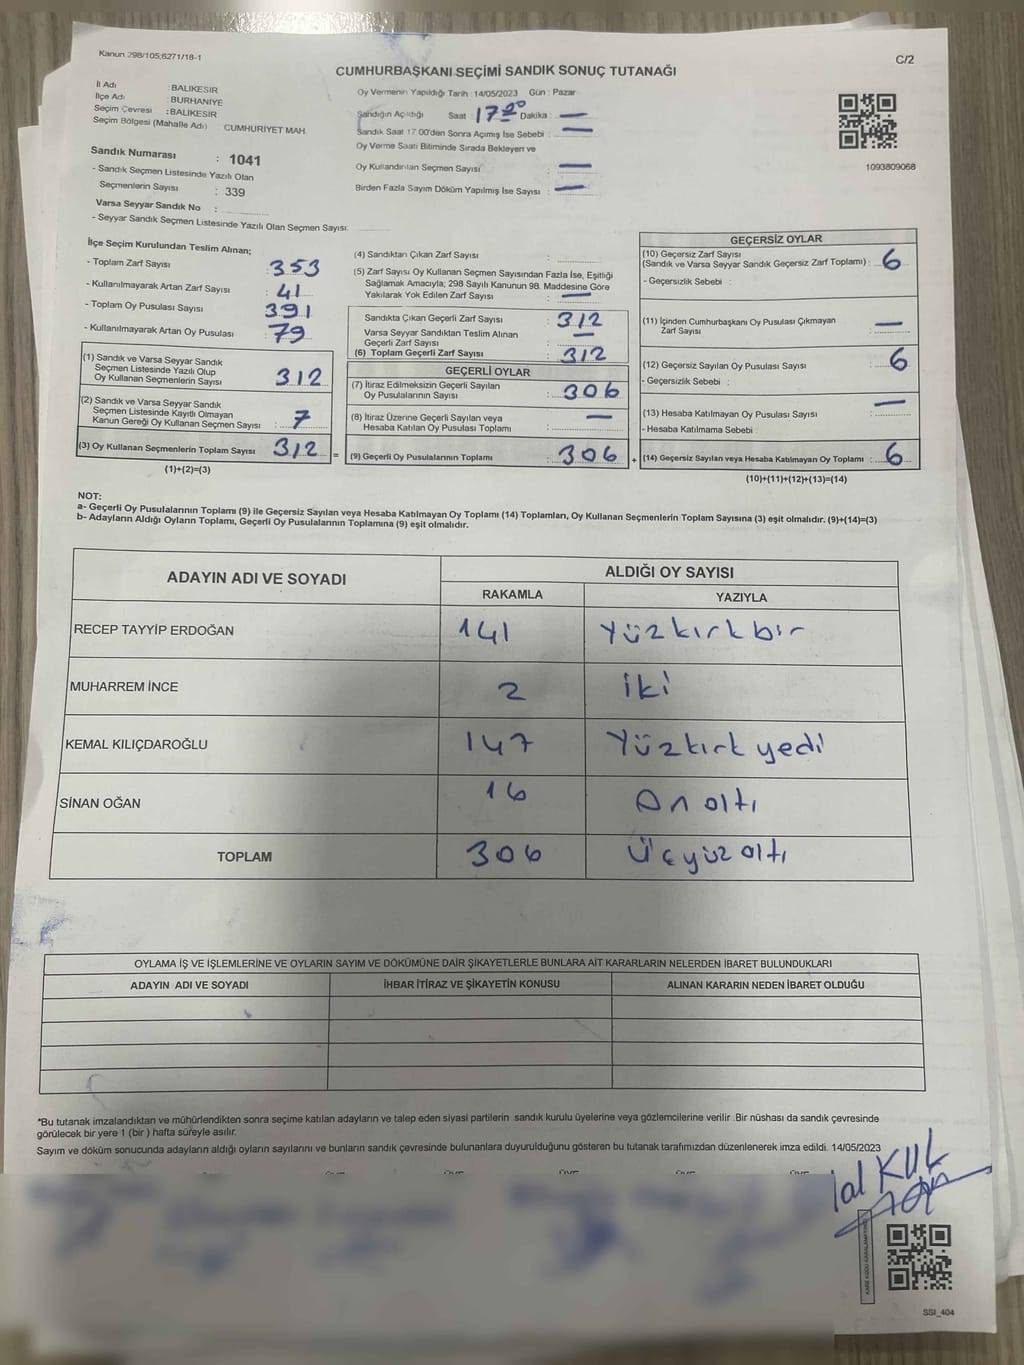 Kanun 298/105;6271/18-1
C/2
CUMHURBAŞKANI SEÇİMİ SANDIK SONUÇ TUTANAĞI
İl Adı : BALIKESİR
İlçe Adı : BURHANİYE
Seçim Çevresi : BALIKESİR
Seçim Bölgesi (Mahalle Adı) CUMHURİYET MAH.
Sandık Numarası : 1041
- Sandık Seçmen Listesinde Yazılı Olan
Seçmenlerin Sayısı : 339
Varsa Seyyar Sandık No :
- Seyyar Sandık Seçmen Listesinde Yazılı Olan Seçmen Sayısı:
Oy Vermenin Yapıldığı Tarih : 14/05/2023 Gün : Pazar
Sandığın Açıldığı Saat : 17 00 Dakika : —
Sandık Saat 17.00'den Sonra Açımış İse Sebebi : —
Oy Verme Saati Bitiminde Sırada Bekleyen ve
Oy Kullandırılan Seçmen Sayısı : —
Birden Fazla Sayım Döküm Yapılmış İse Sayısı : —
1093809068
İlçe Seçim Kurulundan Teslim Alınan;
- Toplam Zarf Sayısı : 353
- Kullanılmayarak Artan Zarf Sayısı : 41
- Toplam Oy Pusulası Sayısı : 391
- Kullanılmayarak Artan Oy Pusulası : 79
(1) Sandık ve Varsa Seyyar Sandık
Seçmen Listesinde Yazılı Olup
Oy Kullanan Seçmenlerin Sayısı : 312
(2) Sandık ve Varsa Seyyar Sandık
Seçmen Listesinde Kayıtlı Olmayan
Kanun Gereği Oy Kullanan Seçmen Sayısı : 7
(3) Oy Kullanan Seçmenlerin Toplam Sayısı : 312 =
(1)+(2)=(3)
(4) Sandıktan Çıkan Zarf Sayısı :
(5) Zarf Sayısı Oy Kullanan Seçmen Sayısından Fazla İse, Eşitliği
Sağlamak Amacıyla; 298 Sayılı Kanunun 98. Maddesine Göre
Yakılarak Yok Edilen Zarf Sayısı : —
Sandıkta Çıkan Geçerli Zarf Sayısı : 312
Varsa Seyyar Sandıktan Teslim Alınan
Geçerli Zarf Sayısı : —
(6) Toplam Geçerli Zarf Sayısı : 312
GEÇERLİ OYLAR
(7) İtiraz Edilmeksizin Geçerli Sayılan
Oy Pusulalarının Sayısı : 306
(8) İtiraz Üzerine Geçerli Sayılan veya
Hesaba Katılan Oy Pusulası Toplamı : —
(9) Geçerli Oy Pusulalarının Toplamı : 306 +
GEÇERSİZ OYLAR
(10) Geçersiz Zarf Sayısı
(Sandık ve Varsa Seyyar Sandık Geçersiz Zarf Toplamı) : 6
- Geçersizlik Sebebi :
(11) İçinden Cumhurbaşkanı Oy Pusulası Çıkmayan
Zarf Sayısı : —
(12) Geçersiz Sayılan Oy Pusulası Sayısı : 6
- Geçersizlik Sebebi :
(13) Hesaba Katılmayan Oy Pusulası Sayısı : —
- Hesaba Katılmama Sebebi :
(14) Geçersiz Sayılan veya Hesaba Katılmayan Oy Toplamı : 6
(10)+(11)+(12)+(13)=(14)
NOT:
a- Geçerli Oy Pusulalarının Toplamı (9) ile Geçersiz Sayılan veya Hesaba Katılmayan Oy Toplamı (14) Toplamları, Oy Kullanan Seçmenlerin Toplam Sayısına (3) eşit olmalıdır. (9)+(14)=(3)
b- Adayların Aldığı Oyların Toplamı, Geçerli Oy Pusulalarının Toplamına (9) eşit olmalıdır.
ADAYIN ADI VE SOYADI
ALDIĞI OY SAYISI
RAKAMLA YAZIYLA
RECEP TAYYİP ERDOĞAN 141 Yüzkırkbir
MUHARREM İNCE 2 iki
KEMAL KILIÇDAROĞLU 147 Yüzkırk yedi
SİNAN OĞAN 16 On altı
TOPLAM 306 Üçyüz altı
OYLAMA İŞ VE İŞLEMLERİNE VE OYLARIN SAYIM VE DÖKÜMÜNE DAİR ŞİKAYETLERLE BUNLARA AİT KARARLARIN NELERDEN İBARET BULUNDUKLARI
ADAYIN ADI VE SOYADI İHBAR İTİRAZ VE ŞİKAYETİN KONUSU ALINAN KARARIN NEDEN İBARET OLDUĞU
*Bu tutanak imzalandıktan ve mühürlendikten sonra seçime katılan adayların ve talep eden siyasi partilerin sandık kurulu üyelerine veya gözlemcilerine verilir .Bir nüshası da sandık çevresinde
görülecek bir yere 1 (bir ) hafta süreyle asılır.
Sayım ve döküm sonucunda adayların aldığı oyların sayılarını ve bunların sandık çevresinde bulunanlara duyurulduğunu gösteren bu tutanak tarafımızdan düzenlenerek imza edildi. 14/05/2023
SSI_404